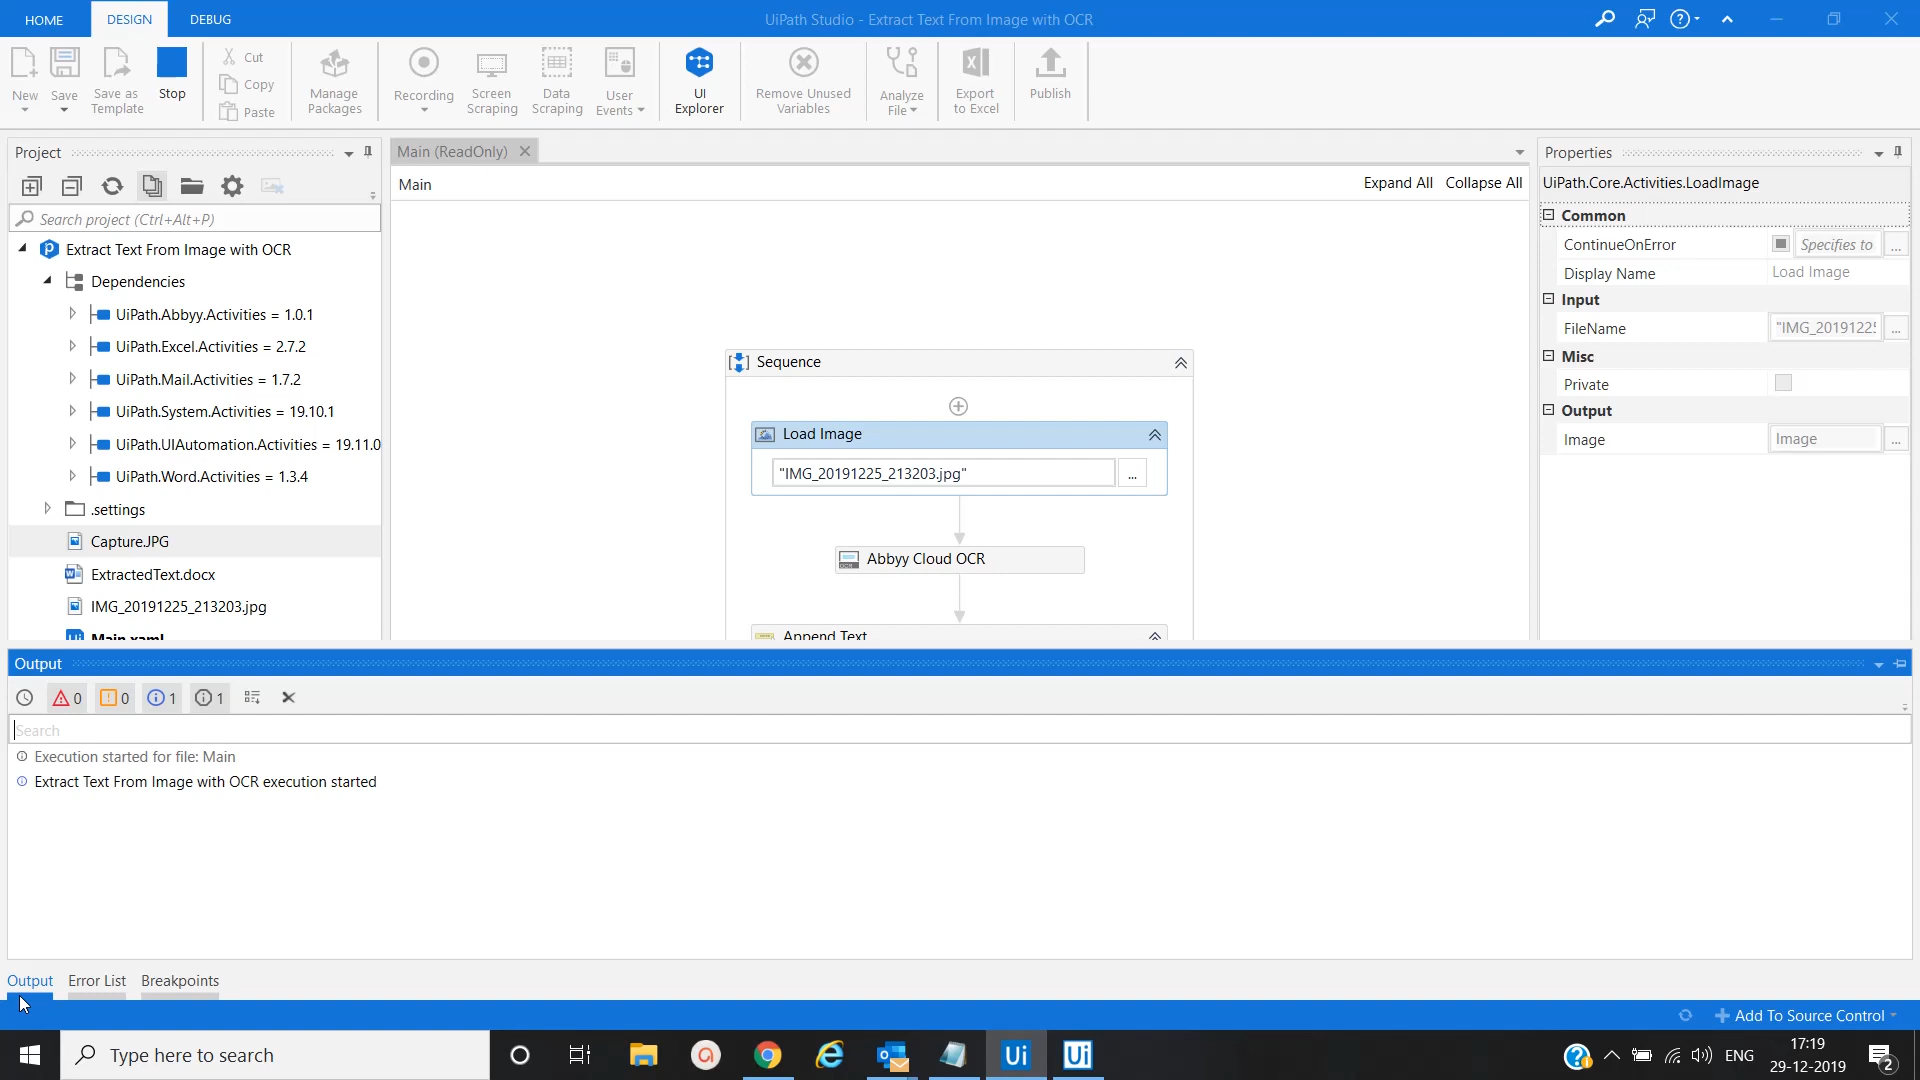 HOME DESIGN DEBUG UiPath Studio - Extract Text From Image with OCR
New Save Save as Template Stop Cut Copy Paste Manage Packages Recording Screen Scraping Data Scraping User Events UI Explorer Remove Unused Variables Analyze File Export to Excel Publish
Project
Search project (Ctrl+Alt+P)
Extract Text From Image with OCR
Dependencies
UiPath.Abbyy.Activities = 1.0.1
UiPath.Excel.Activities = 2.7.2
UiPath.Mail.Activities = 1.7.2
UiPath.System.Activities = 19.10.1
UiPath.UIAutomation.Activities = 19.11.0
UiPath.Word.Activities = 1.3.4
.settings
Capture.JPG
ExtractedText.docx
IMG_20191225_213203.jpg
Main.xaml
Main (ReadOnly)
Main Expand All Collapse All
Sequence
Load Image
"IMG_20191225_213203.jpg" ...
Abbyy Cloud OCR
Append Text
Properties
UiPath.Core.Activities.LoadImage
Common
ContinueOnError Specifies to ...
Display Name Load Image
Input
FileName "IMG_2019122 ...
Misc
Private
Output
Image Image ...
Output
0 0 1 1
Search
Execution started for file: Main
Extract Text From Image with OCR execution started
Output Error List Breakpoints
Add To Source Control
Type here to search
Ui Ui
ENG
17:19
29-12-2019
2